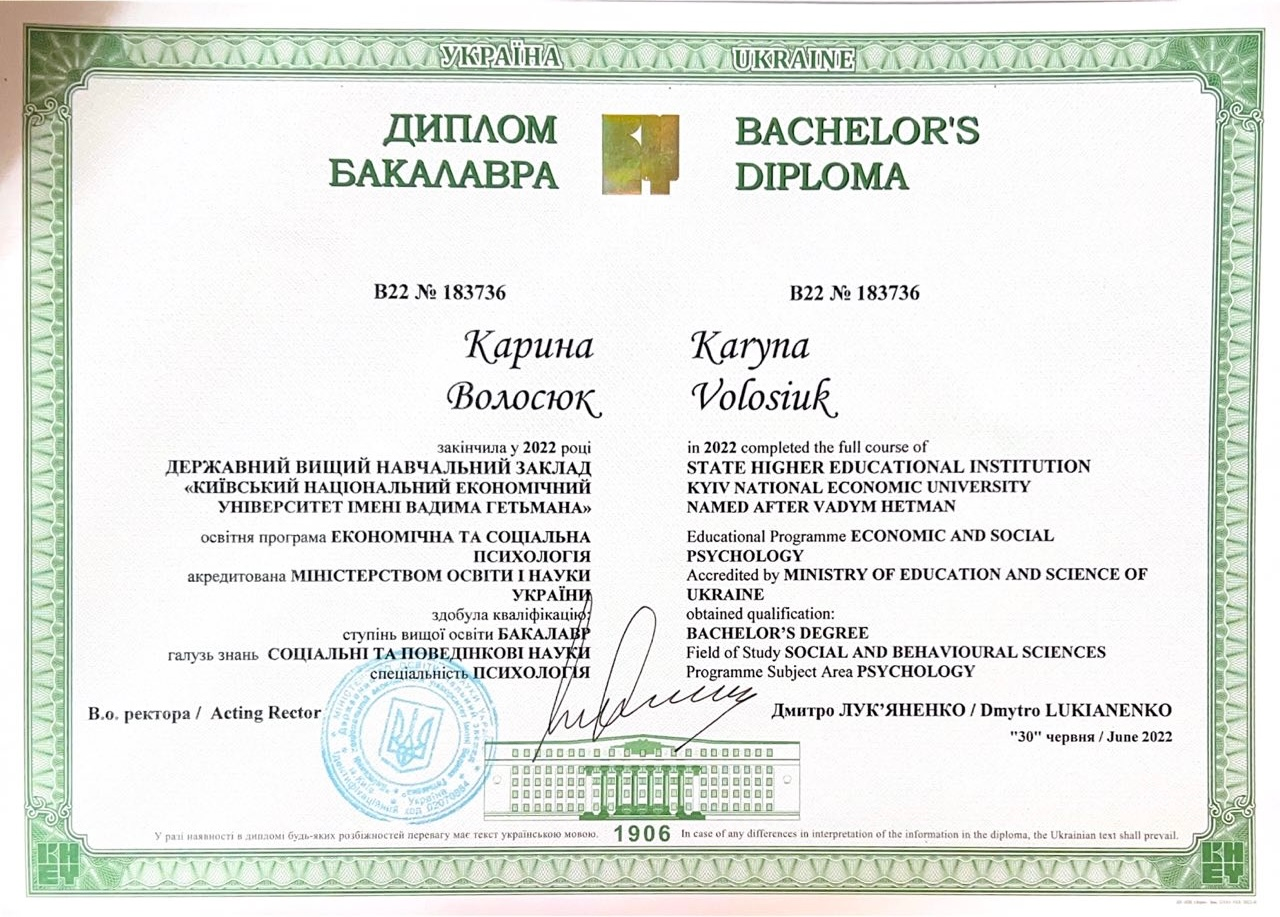 УКРАЇНА
UKRAINE
ДИПЛОМ
БАКАЛАВРА
BACHELOR'S
DIPLOMA
В22 № 183736
Карина
Волосюк
закінчила у 2022 році
ДЕРЖАВНИЙ ВИЩИЙ НАВЧАЛЬНИЙ ЗАКЛАД
«КИЇВСЬКИЙ НАЦІОНАЛЬНИЙ ЕКОНОМІЧНИЙ
УНІВЕРСИТЕТ ІМЕНІ ВАДИМА ГЕТЬМАНА»
освітня програма ЕКОНОМІЧНА ТА СОЦІАЛЬНА
ПСИХОЛОГІЯ
акредитована МІНІСТЕРСТВОМ ОСВІТИ І НАУКИ
УКРАЇНИ
здобула кваліфікацію:
ступінь вищої освіти БАКАЛАВР
галузь знань СОЦІАЛЬНІ ТА ПОВЕДІНКОВІ НАУКИ
спеціальність ПСИХОЛОГІЯ
B22 № 183736
Karyna
Volosiuk
in 2022 completed the full course of
STATE HIGHER EDUCATIONAL INSTITUTION
KYIV NATIONAL ECONOMIC UNIVERSITY
NAMED AFTER VADYM HETMAN
Educational Programme ECONOMIC AND SOCIAL
PSYCHOLOGY
Accredited by MINISTRY OF EDUCATION AND SCIENCE OF
UKRAINE
obtained qualification:
BACHELOR’S DEGREE
Field of Study SOCIAL AND BEHAVIOURAL SCIENCES
Programme Subject Area PSYCHOLOGY
В.о. ректора / Acting Rector
Дмитро ЛУК’ЯНЕНКО / Dmytro LUKIANENKO
"30" червня / June 2022
У разі наявності в дипломі будь-яких розбіжностей перевагу має текст українською мовою.
1906
In case of any differences in interpretation of the information in the diploma, the Ukrainian text shall prevail.
КНЕУ
КНЕУ